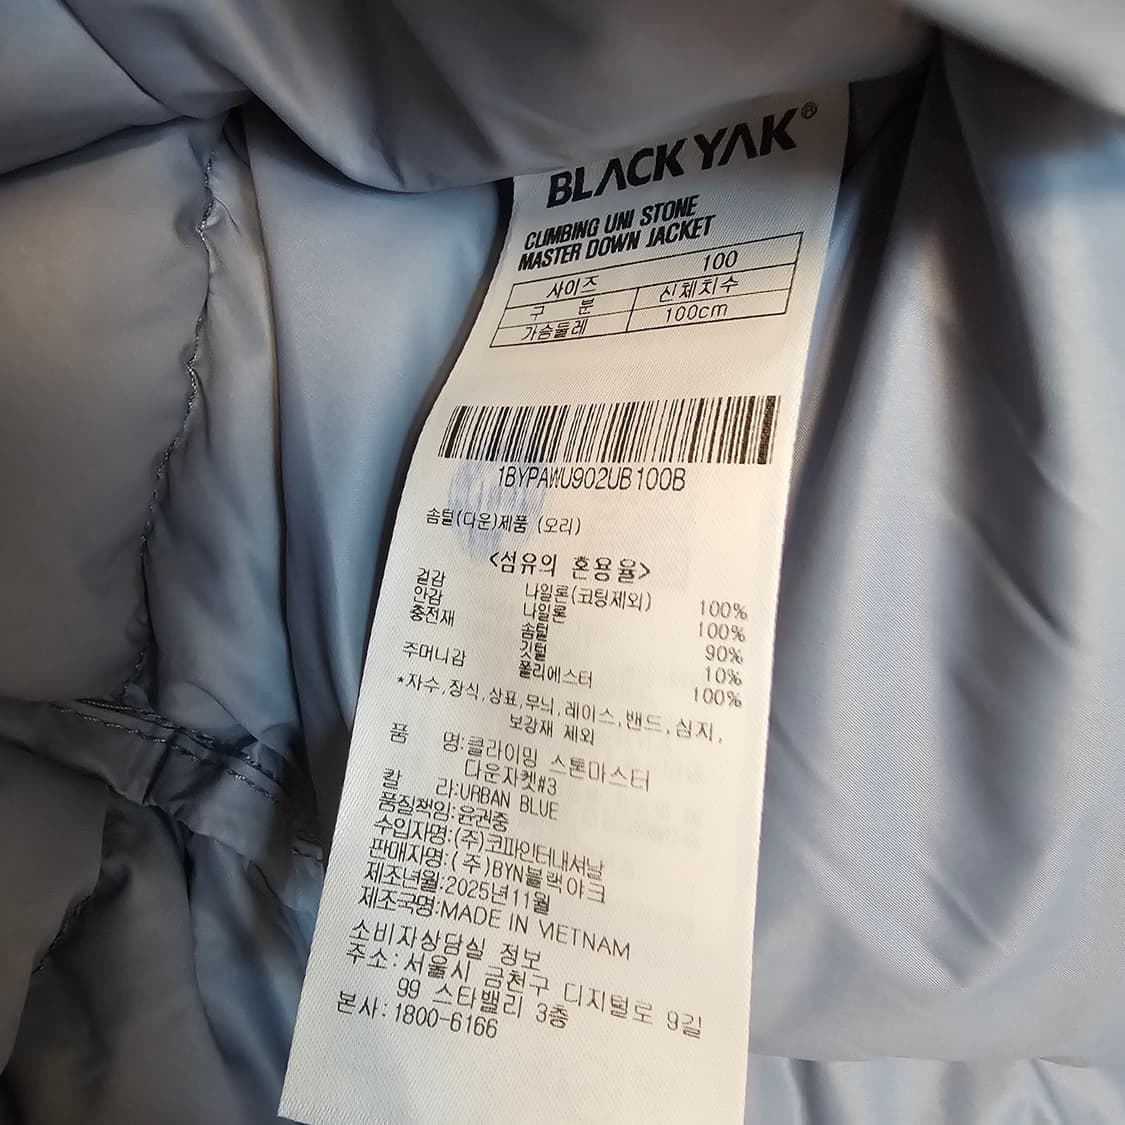 BLACKYAK®
CLIMBING UNI STONE
MASTER DOWN JACKET
사이즈 100
구 분 신체치수
가슴둘레 100cm
1BYPAWU902UB100B
솜털(다운)제품 (오리)
<섬유의 혼용율>
겉감 나일론(코팅제외) 100%
안감 나일론 100%
충전재 솜털 90%
깃털 10%
주머니감 폴리에스터 100%
*자수,장식,상표,무늬,레이스,밴드,심지,
보강재 제외
품 명:클라이밍 스톤마스터
다운자켓#3
칼 라:URBAN BLUE
품질책임:윤권중
수입자명:(주)코파인터내셔날
판매자명:(주)BYN블랙야크
제조년월:2025년11월
제조국명:MADE IN VIETNAM
소비자상담실 정보
주소:서울시 금천구 디지털로 9길
99 스타밸리 3층
본사:1800-6166